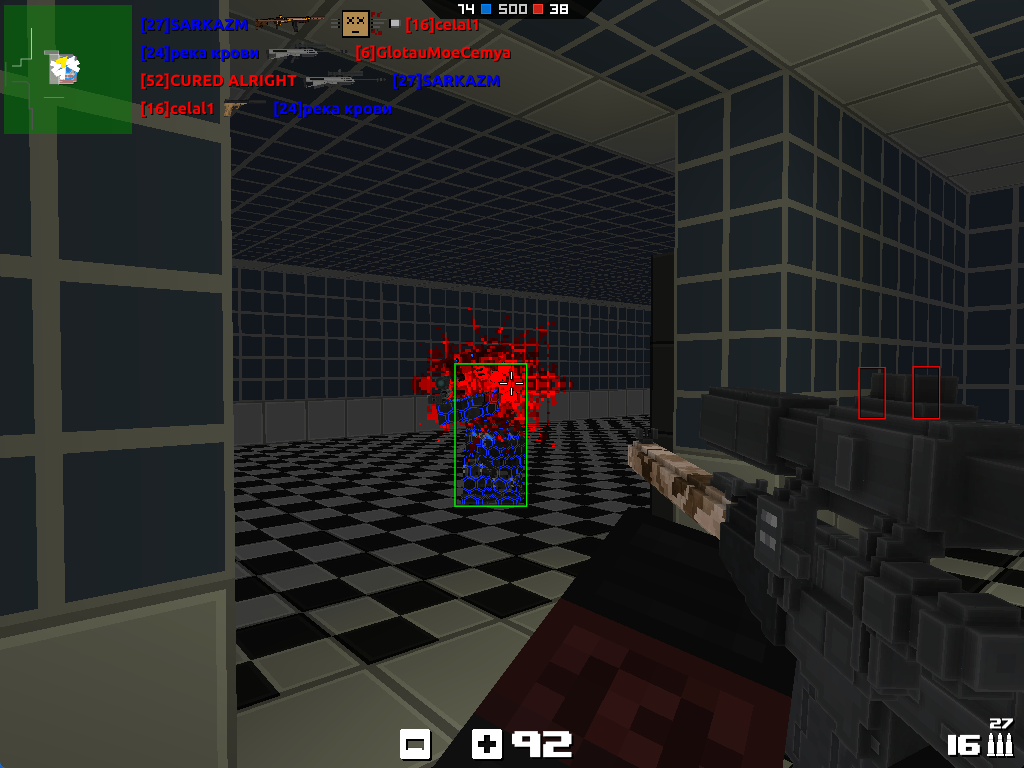 74 500 38
[27]SARKAZM [16]celal1
[24]река крови [6]GlotauMoeCemya
[52]CURED ALRIGHT [27]SARKAZM
[16]celal1 [24]река крови
92
27
16